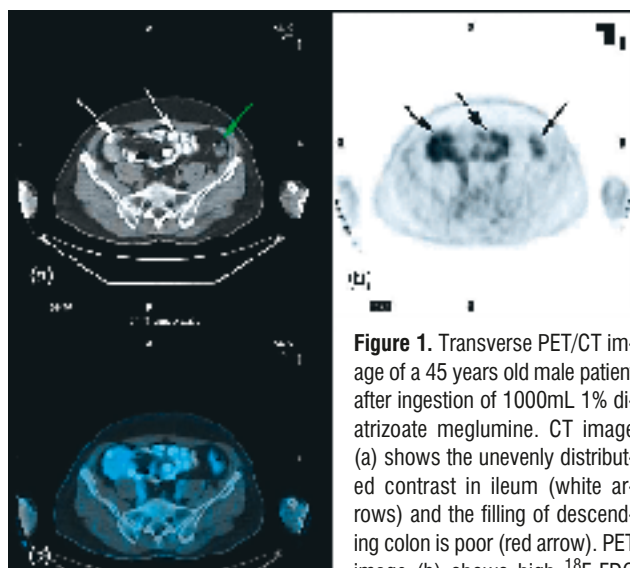 (a)
(b)
(c)
Figure 1. Transverse PET/CT im-
age of a 45 years old male patient
after ingestion of 1000mL 1% di-
atrizoate meglumine. CT image
(a) shows the unevenly distribut-
ed contrast in ileum (white ar-
rows) and the filling of descend-
ing colon is poor (red arrow). PET
image (b) shows high 18F-FDG